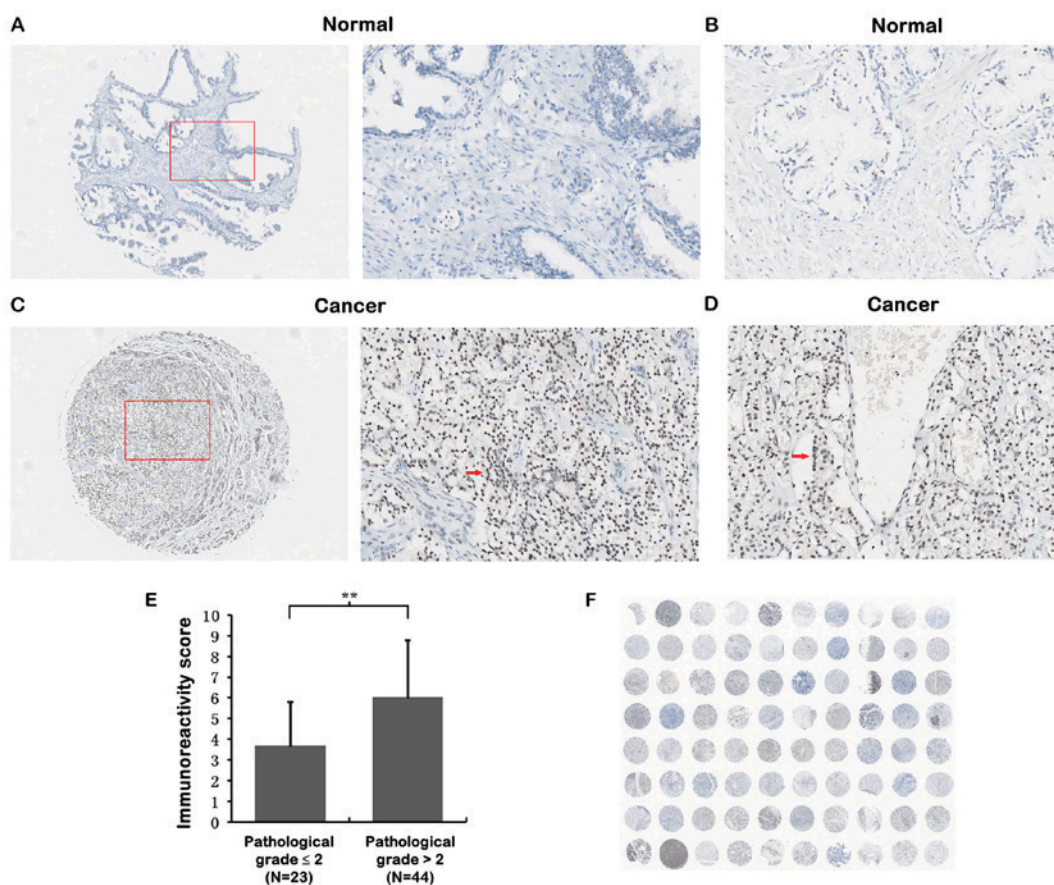 A
Normal
B
Normal
C
Cancer
D
Cancer
E
**
Immunoreactivity score
10
9
8
7
6
5
4
3
2
1
0
Pathological
grade ≤ 2
(N=23)
Pathological
grade > 2
(N=44)
F